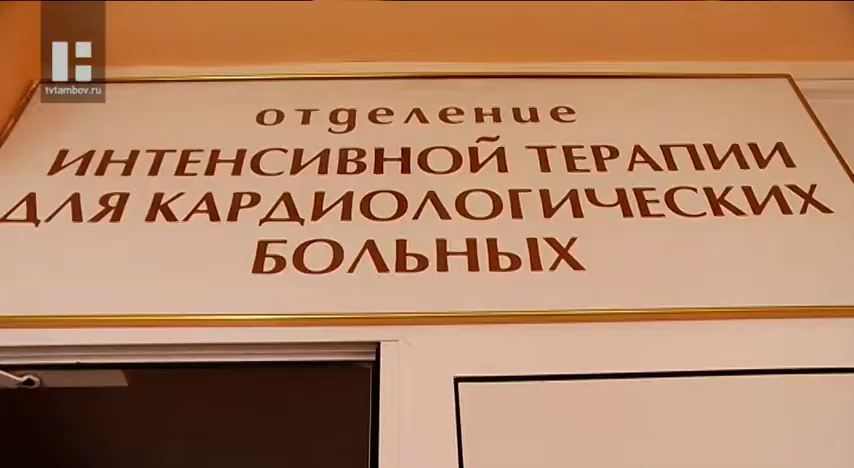 tvtambov.ru
отделение
ИНТЕНСИВНОЙ ТЕРАПИИ
ДЛЯ КАРДИОЛОГИЧЕСКИХ
БОЛЬНЫХ